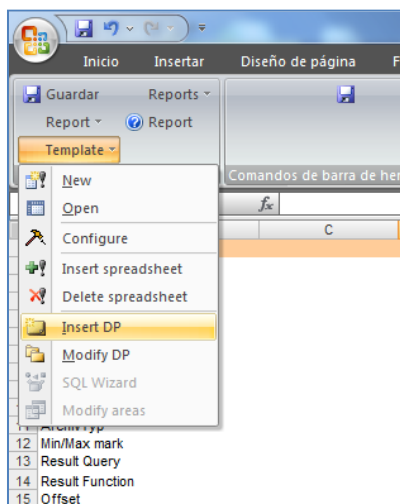 Inicio Insertar Diseño de página F
Guardar Reports
Report Report
Template
Comandos de barra de her
New
Open
fx
C
Configure
Insert spreadsheet
Delete spreadsheet
Insert DP
Modify DP
SQL Wizard
Modify areas
12 Min/Max mark
13 Result Query
14 Result Function
15 Offset